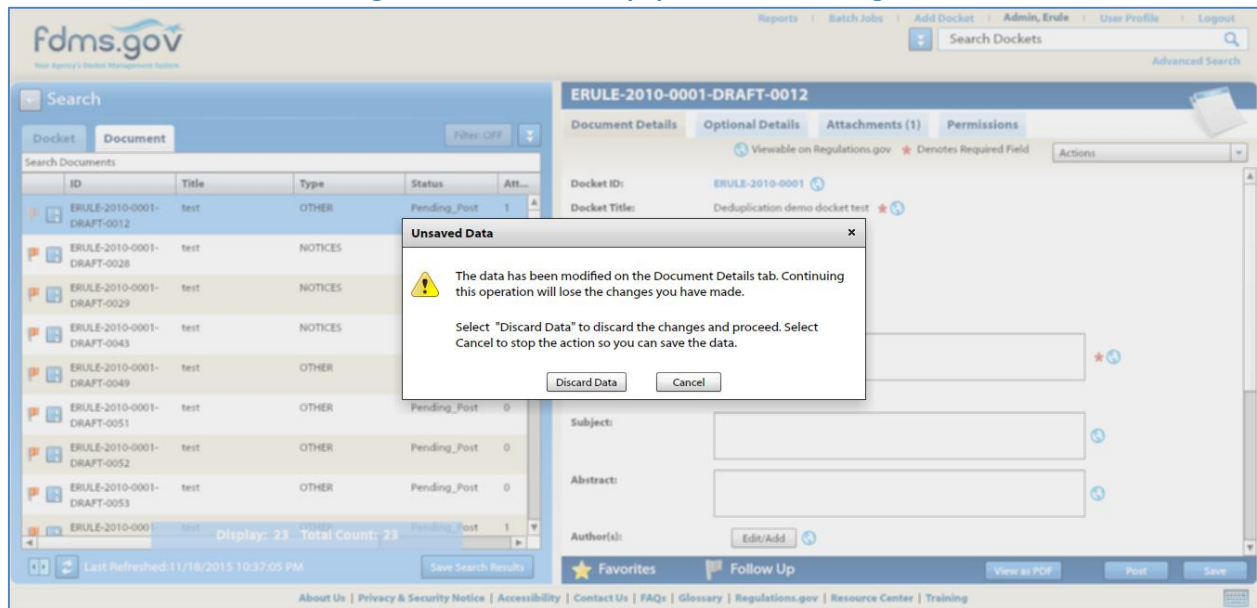 Reports | Batch Jobs | Add Docket | Admin, Erule | User Profile | Logout
fdms.gov
Your Agency's Docket Management System
Search Dockets
Advanced Search
Search
Docket Document Filter: OFF
Search Documents
ID Title Type Status Att...
ERULE-2010-0001-DRAFT-0012 test OTHER Pending_Post 1
ERULE-2010-0001-DRAFT-0028 test NOTICES
ERULE-2010-0001-DRAFT-0029 test NOTICES
ERULE-2010-0001-DRAFT-0043 test NOTICES
ERULE-2010-0001-DRAFT-0049 test OTHER
ERULE-2010-0001-DRAFT-0051 test OTHER Pending_Post 0
ERULE-2010-0001-DRAFT-0052 test OTHER Pending_Post 0
ERULE-2010-0001-DRAFT-0053 test OTHER Pending_Post 0
ERULE-2010-000 test OTHER Pending_Post 1
Display: 23 Total Count: 23
Last Refreshed:11/18/2015 10:37:05 PM Save Search Results
ERULE-2010-0001-DRAFT-0012
Document Details Optional Details Attachments (1) Permissions
Viewable on Regulations.gov Denotes Required Field Actions
Docket ID: ERULE-2010-0001
Docket Title: Deduplication demo docket test
Unsaved Data x
The data has been modified on the Document Details tab. Continuing
this operation will lose the changes you have made.
Select "Discard Data" to discard the changes and proceed. Select
Cancel to stop the action so you can save the data.
Discard Data Cancel
Subject:
Abstract:
Author(s): Edit/Add
Favorites Follow Up View as PDF Post Save
About Us | Privacy & Security Notice | Accessibility | Contact Us | FAQs | Glossary | Regulations.gov | Resource Center | Training